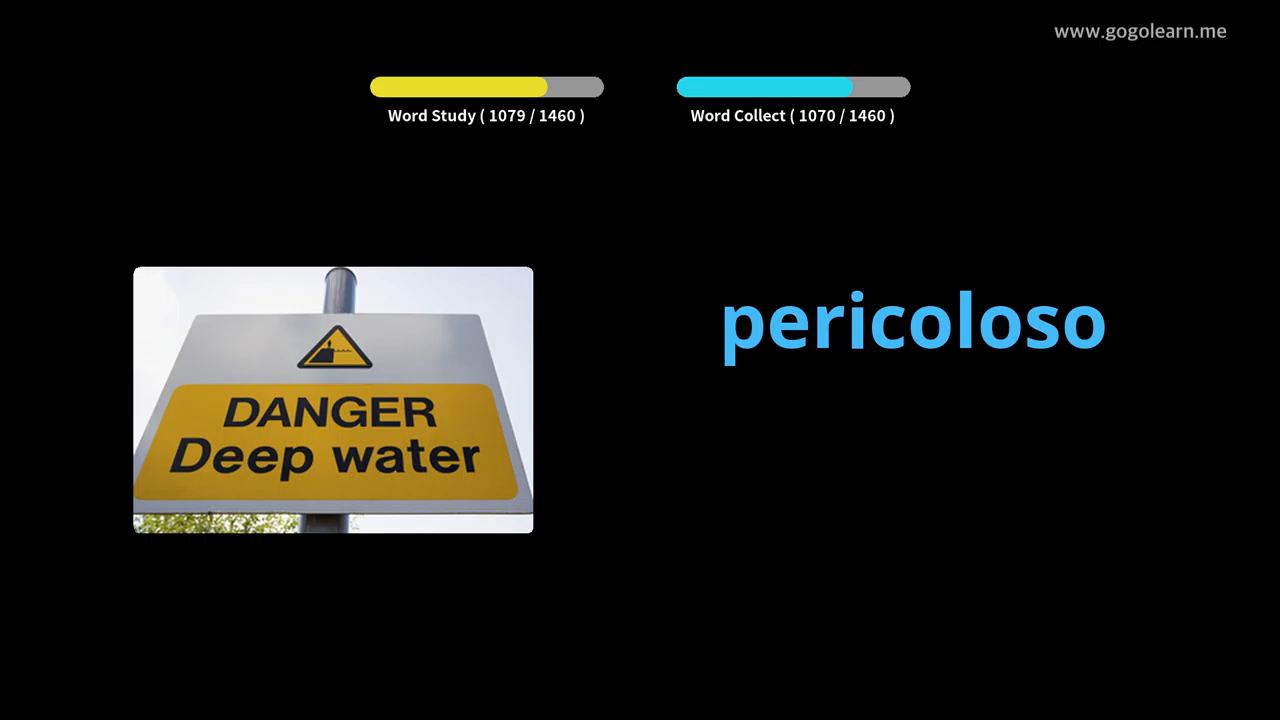 www.gogolearn.me
Word Study ( 1079 / 1460 )
Word Collect ( 1070 / 1460 )
DANGER
Deep water
pericoloso